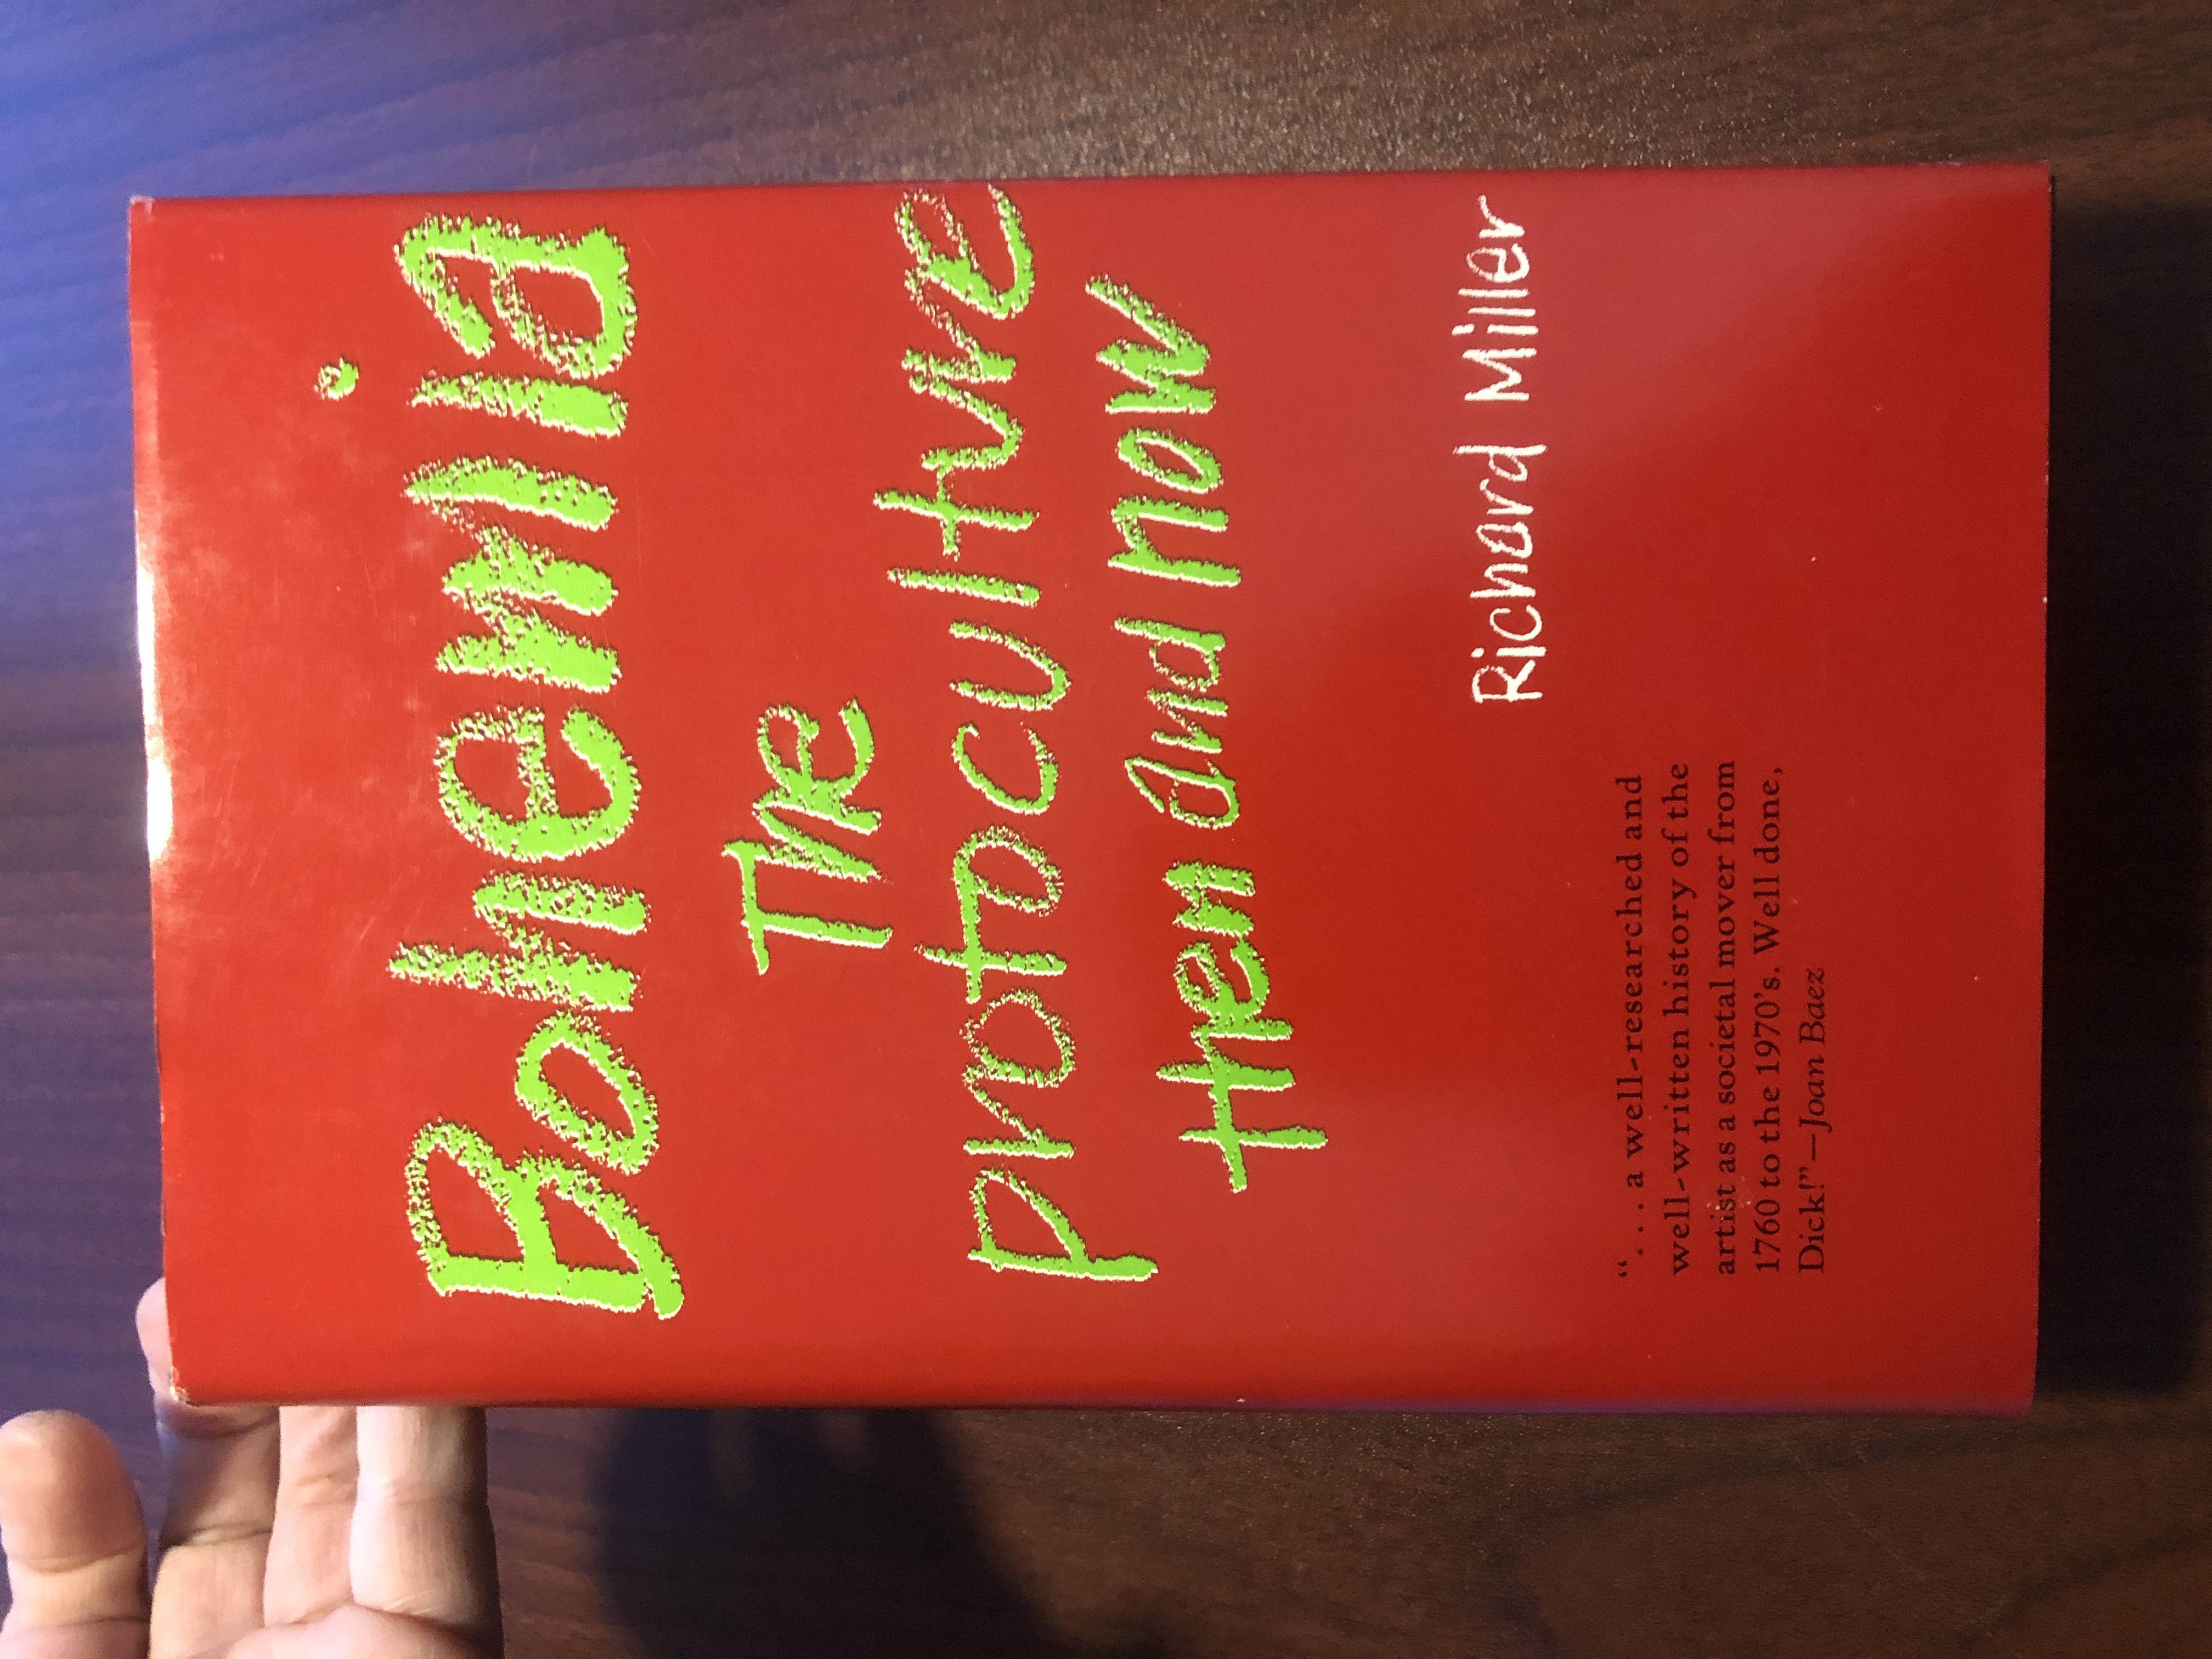 Bohemia
The
protoculture
then and now
Richard Miller
“. . . a well-researched and
well-written history of the
artist as a societal mover from
1760 to the 1970’s. Well done,
Dick!”—Joan Baez